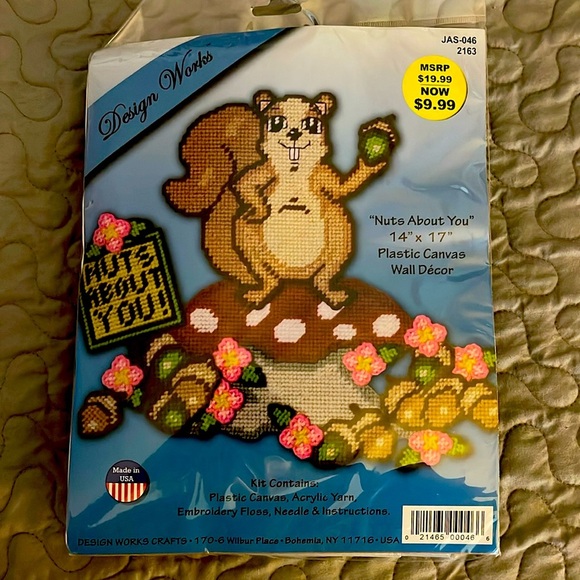 Design Works
JAS-046
2163
MSRP
$19.99
NOW
$9.99
"Nuts About You"
14" x 17"
Plastic Canvas
Wall Décor
NUTS
ABOUT
YOU!
Made in
USA
Kit Contains:
Plastic Canvas, Acrylic Yarn,
Embroidery Floss, Needle & Instructions.
DESIGN WORKS CRAFTS • 170-6 Wilbur Place • Bohemia, NY 11716 • USA
0 21465 00046 6